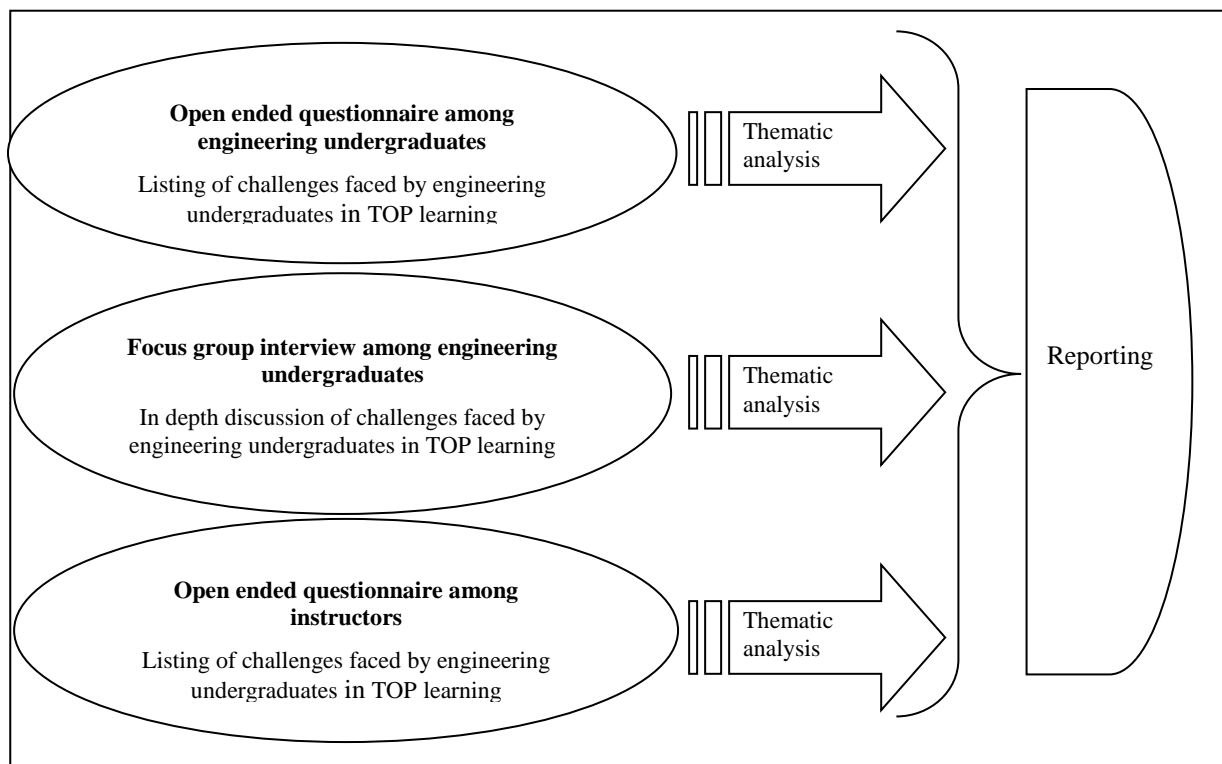 Open ended questionnaire among
engineering undergraduates
Listing of challenges faced by engineering
undergraduates in TOP learning
Thematic
analysis
Focus group interview among engineering
undergraduates
In depth discussion of challenges faced by
engineering undergraduates in TOP learning
Thematic
analysis
Reporting
Open ended questionnaire among
instructors
Listing of challenges faced by engineering
undergraduates in TOP learning
Thematic
analysis